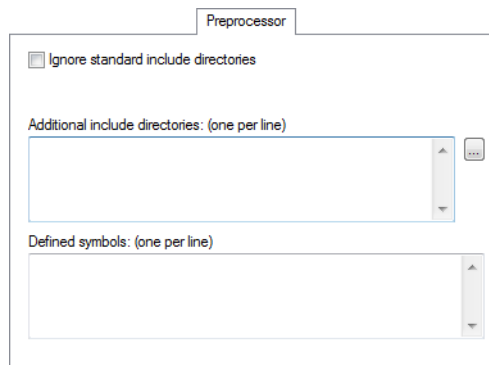 Preprocessor
Ignore standard include directories
Additional include directories: (one per line)
...
Defined symbols: (one per line)